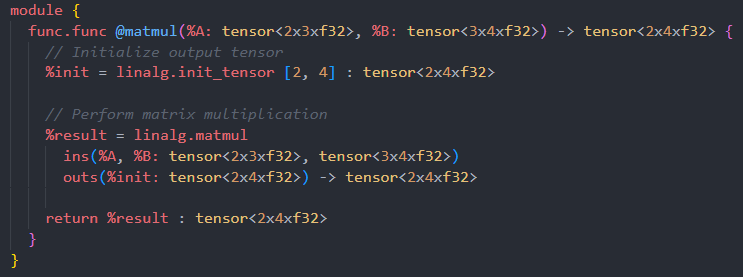 module {
  func.func @matmul(%A: tensor<2x3xf32>, %B: tensor<3x4xf32>) -> tensor<2x4xf32> {
    // Initialize output tensor
    %init = linalg.init_tensor [2, 4] : tensor<2x4xf32>

    // Perform matrix multiplication
    %result = linalg.matmul
      ins(%A, %B: tensor<2x3xf32>, tensor<3x4xf32>)
      outs(%init: tensor<2x4xf32>) -> tensor<2x4xf32>

    return %result : tensor<2x4xf32>
  }
}